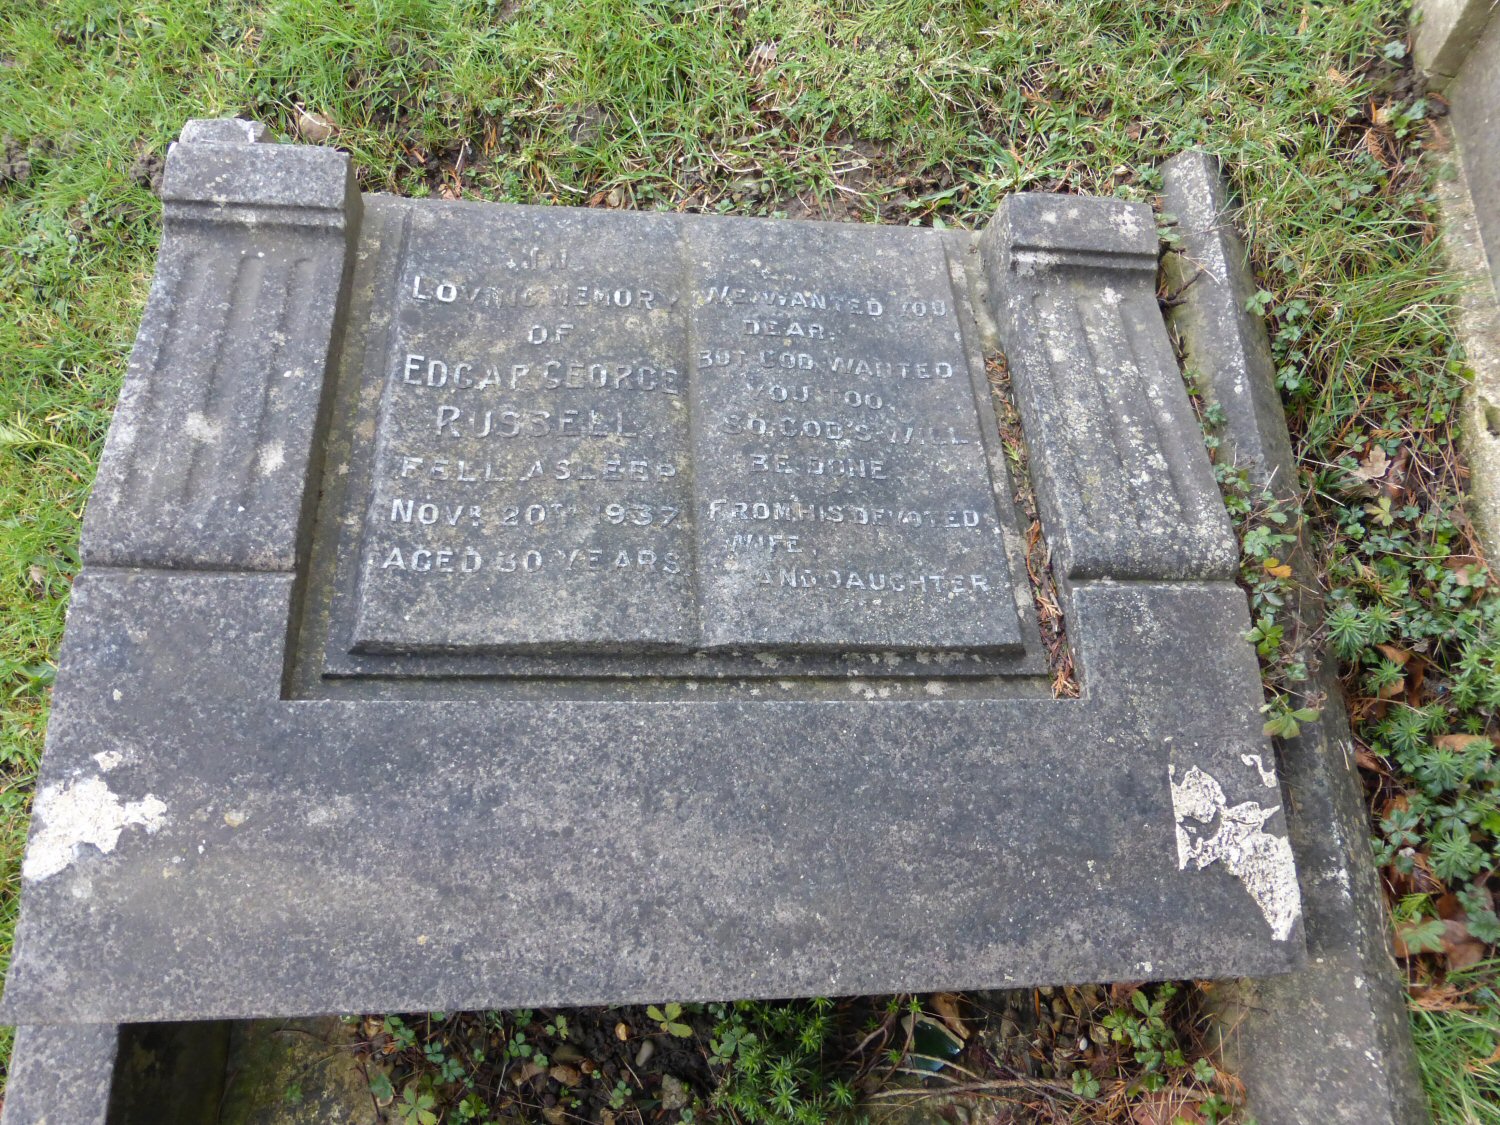 IN
LOVING MEMORY
OF
EDGAR GEORGE
RUSSELL,
FELL ASLEEP
NOVR 20TH 1937
AGED 50 YEARS.
WE WANTED YOU
DEAR,
BUT GOD WANTED
YOU TOO,
SO GOD'S WILL
BE DONE.
FROM HIS DEVOTED
WIFE,
AND DAUGHTER.